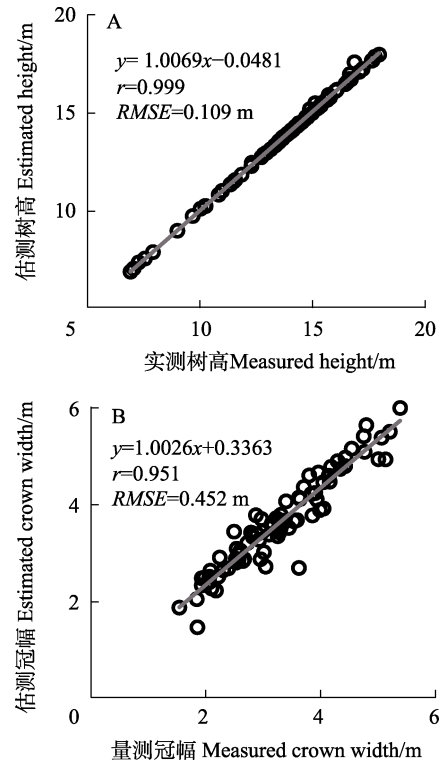 20
A
y= 1.0069x−0.0481
r=0.999
RMSE=0.109 m
15
10
估测树高 Estimated height/m
5
10
15
20
实测树高Measured height/m
6
B
y=1.0026x+0.3363
r=0.951
RMSE=0.452 m
4
2
估测冠幅 Estimated crown width/m
0
2
4
6
量测冠幅 Measured crown width/m